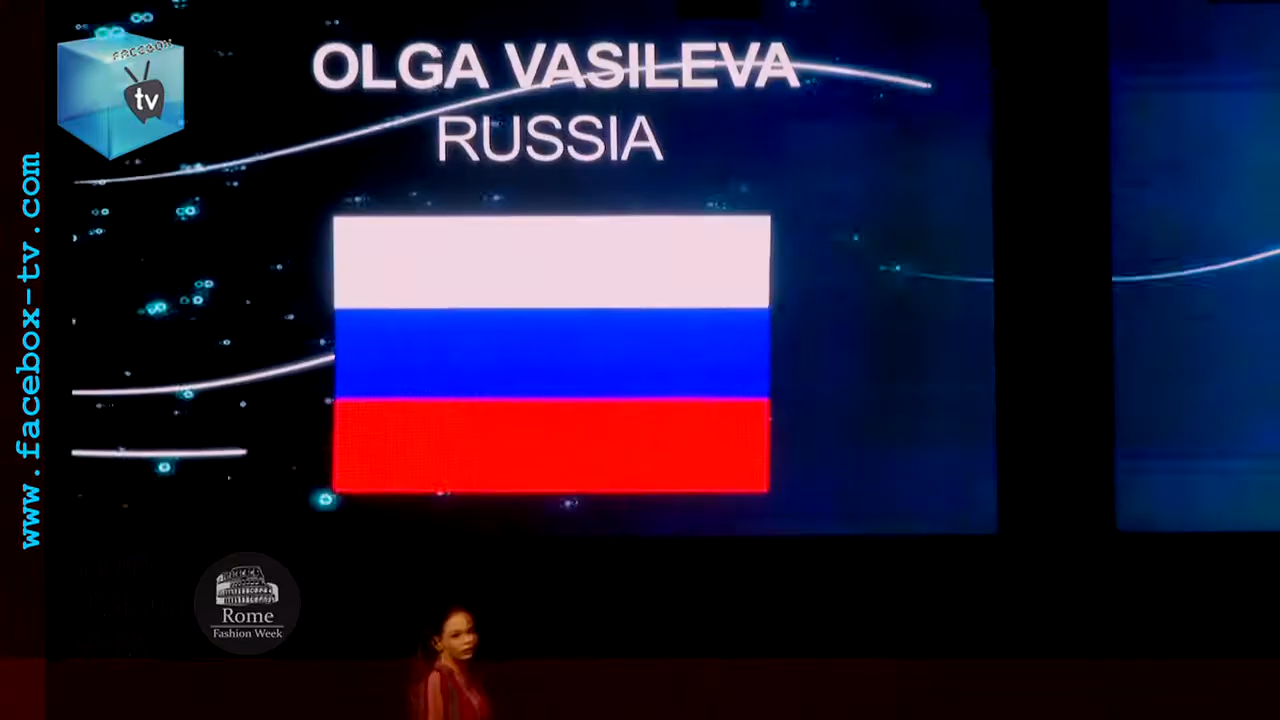 FACEBOX
tv
OLGA VASILEVA
RUSSIA
www.facebox-tv.com
Rome
Fashion Week